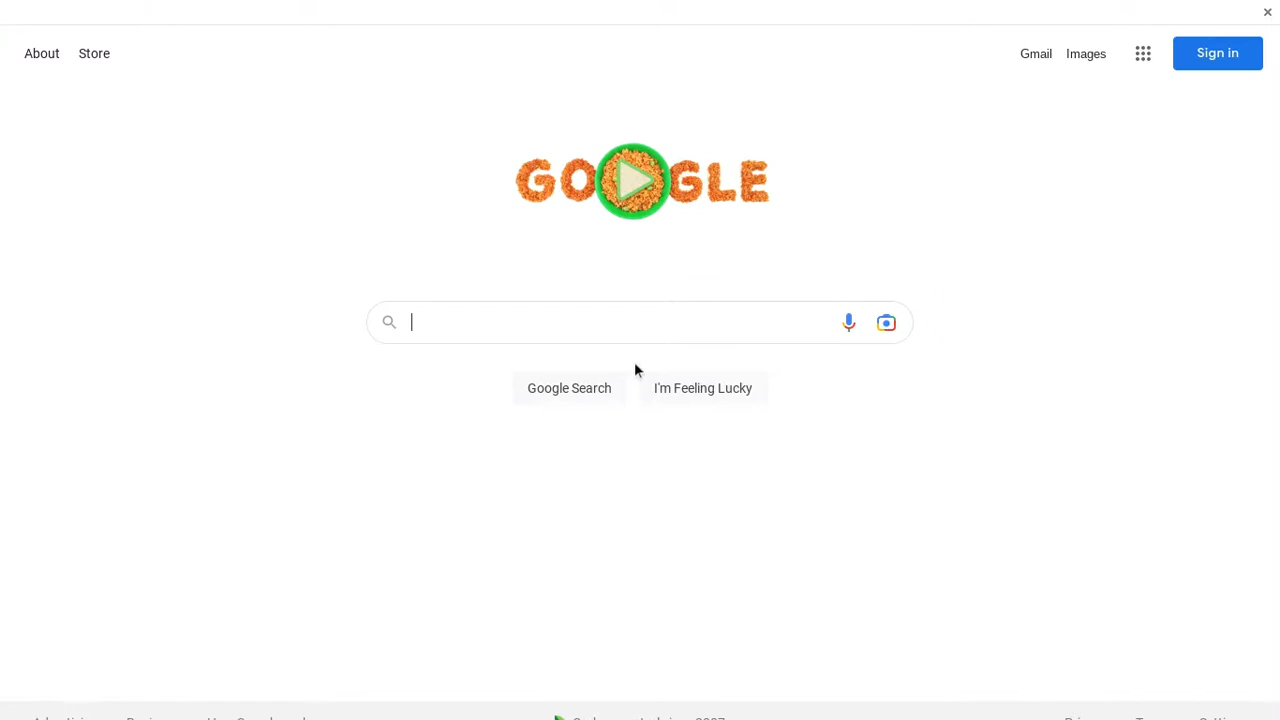 About Store
Gmail Images
Sign in
GOOGLE
Google Search
I'm Feeling Lucky